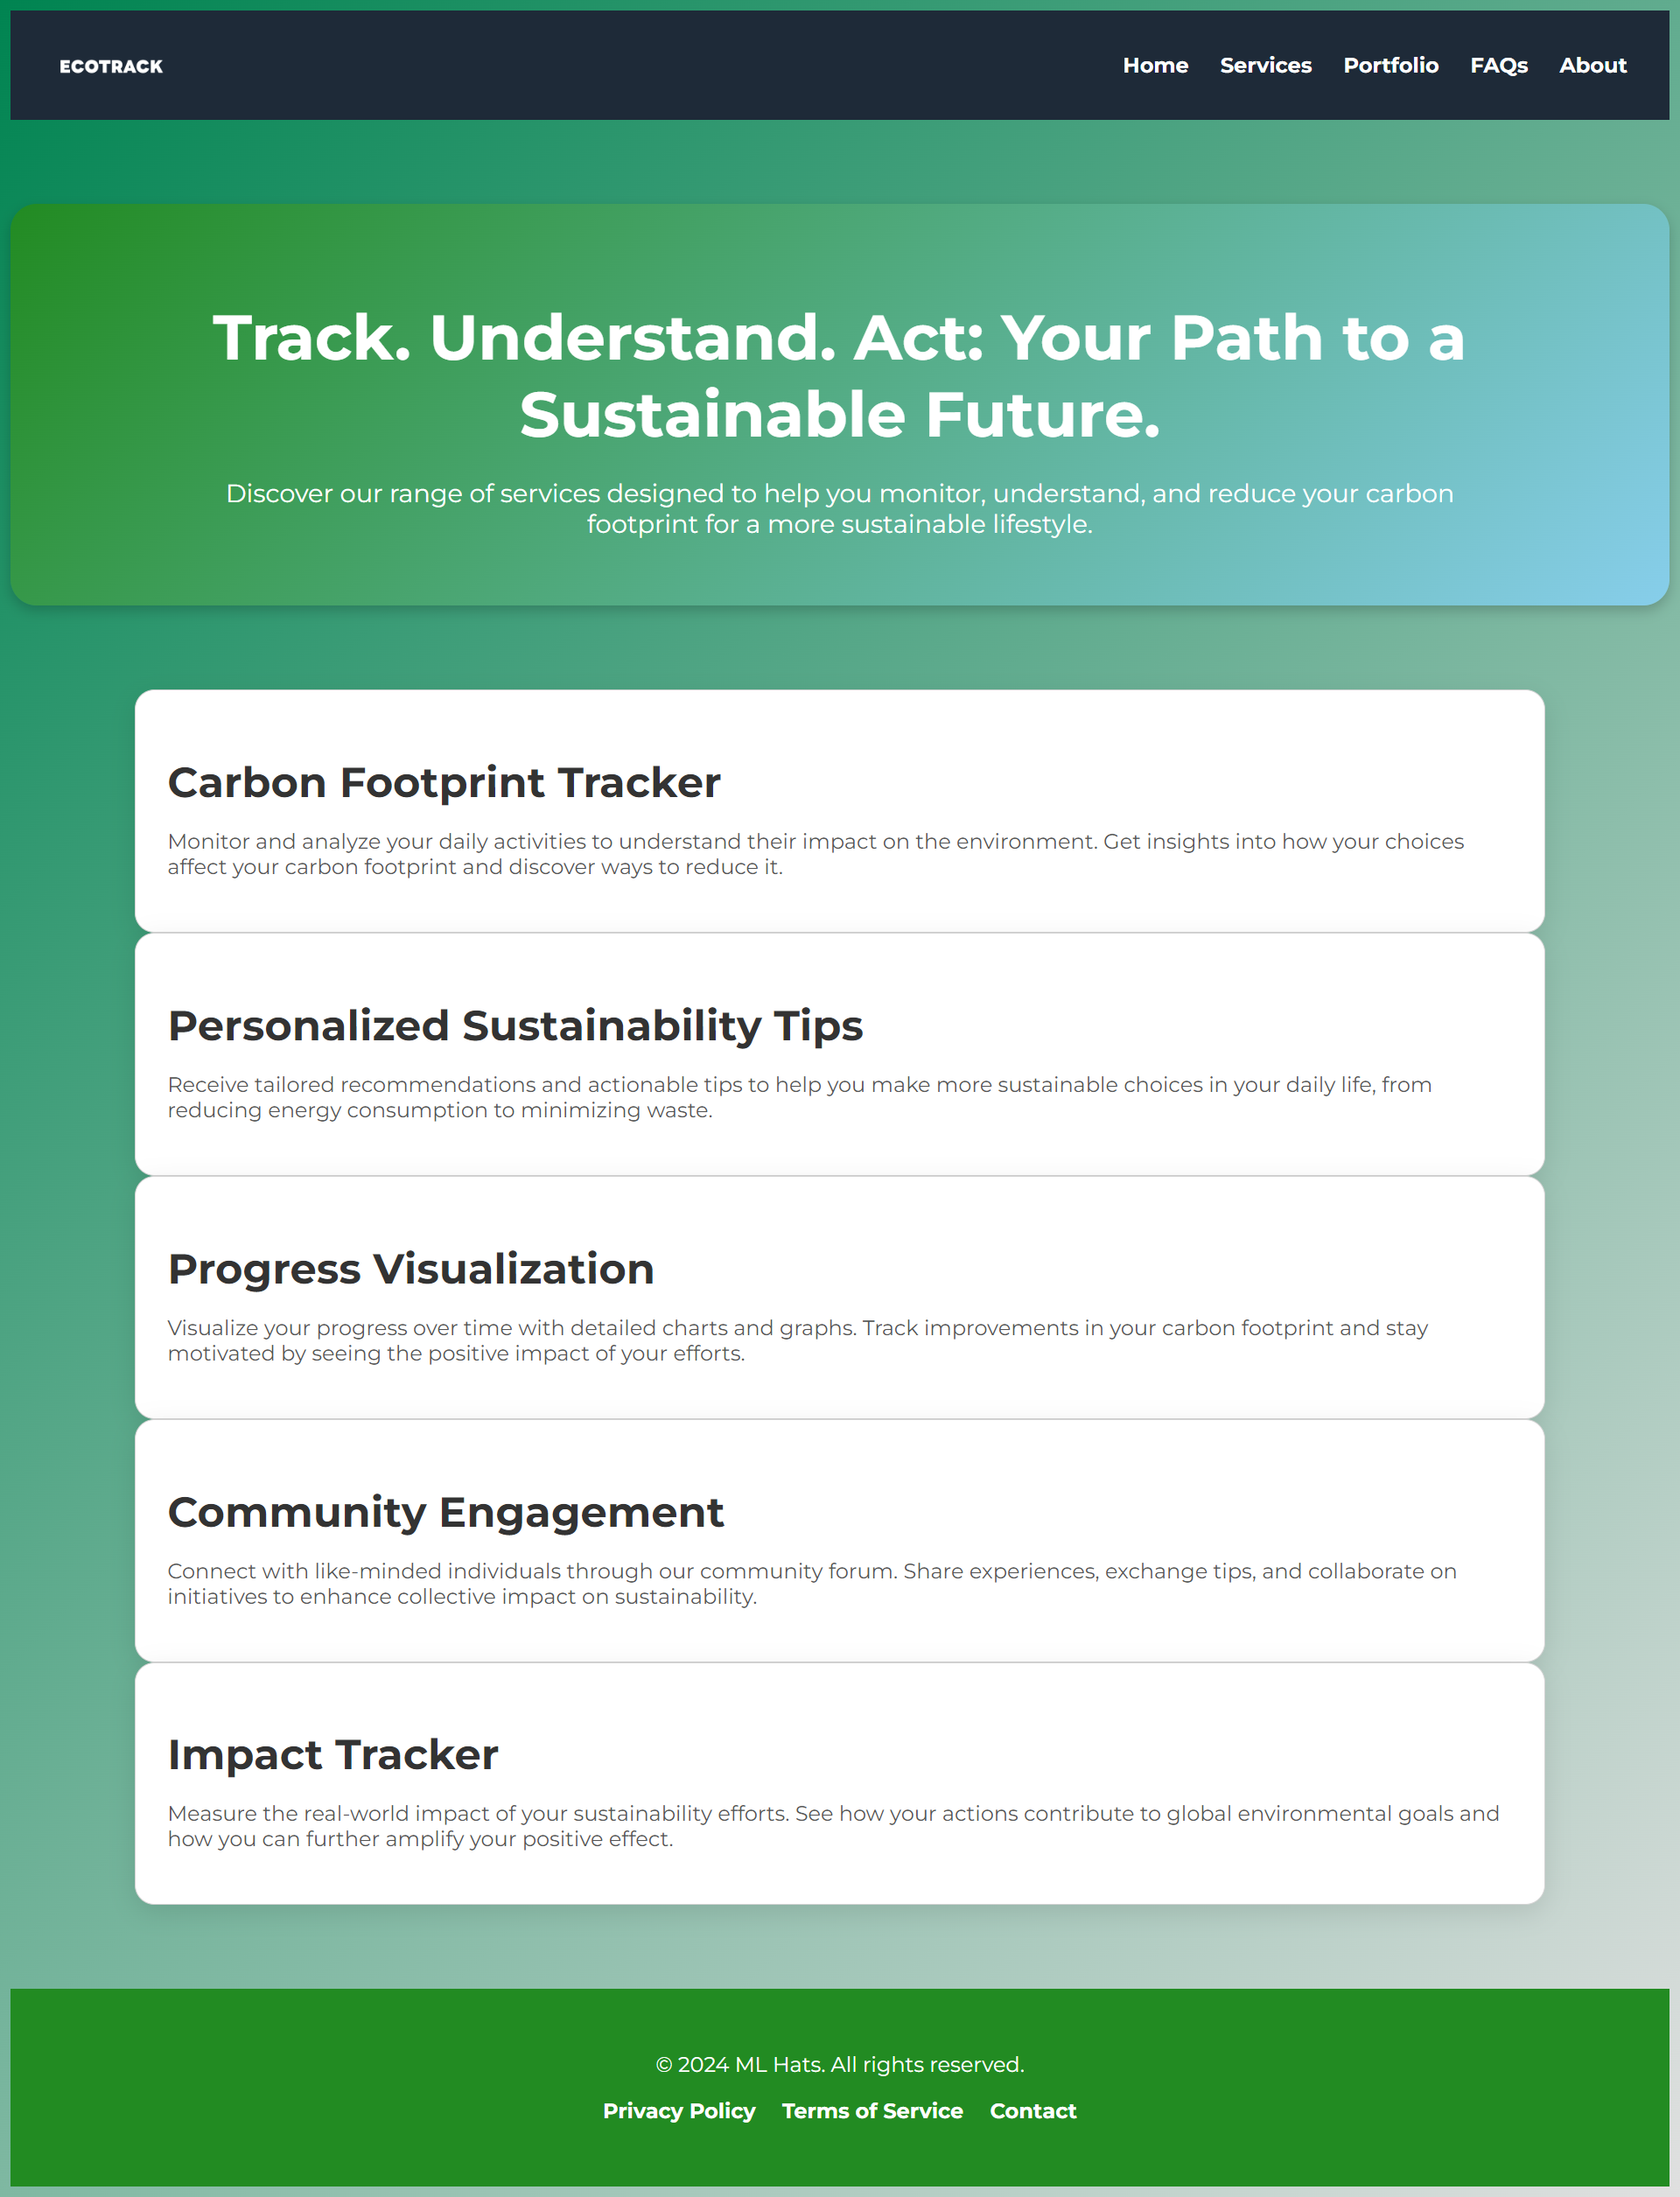 ECOTRACK
Home Services Portfolio FAQs About
Track. Understand. Act: Your Path to a
Sustainable Future.
Discover our range of services designed to help you monitor, understand, and reduce your carbon
footprint for a more sustainable lifestyle.
Carbon Footprint Tracker
Monitor and analyze your daily activities to understand their impact on the environment. Get insights into how your choices
affect your carbon footprint and discover ways to reduce it.
Personalized Sustainability Tips
Receive tailored recommendations and actionable tips to help you make more sustainable choices in your daily life, from
reducing energy consumption to minimizing waste.
Progress Visualization
Visualize your progress over time with detailed charts and graphs. Track improvements in your carbon footprint and stay
motivated by seeing the positive impact of your efforts.
Community Engagement
Connect with like-minded individuals through our community forum. Share experiences, exchange tips, and collaborate on
initiatives to enhance collective impact on sustainability.
Impact Tracker
Measure the real-world impact of your sustainability efforts. See how your actions contribute to global environmental goals and
how you can further amplify your positive effect.
© 2024 ML Hats. All rights reserved.
Privacy Policy Terms of Service Contact